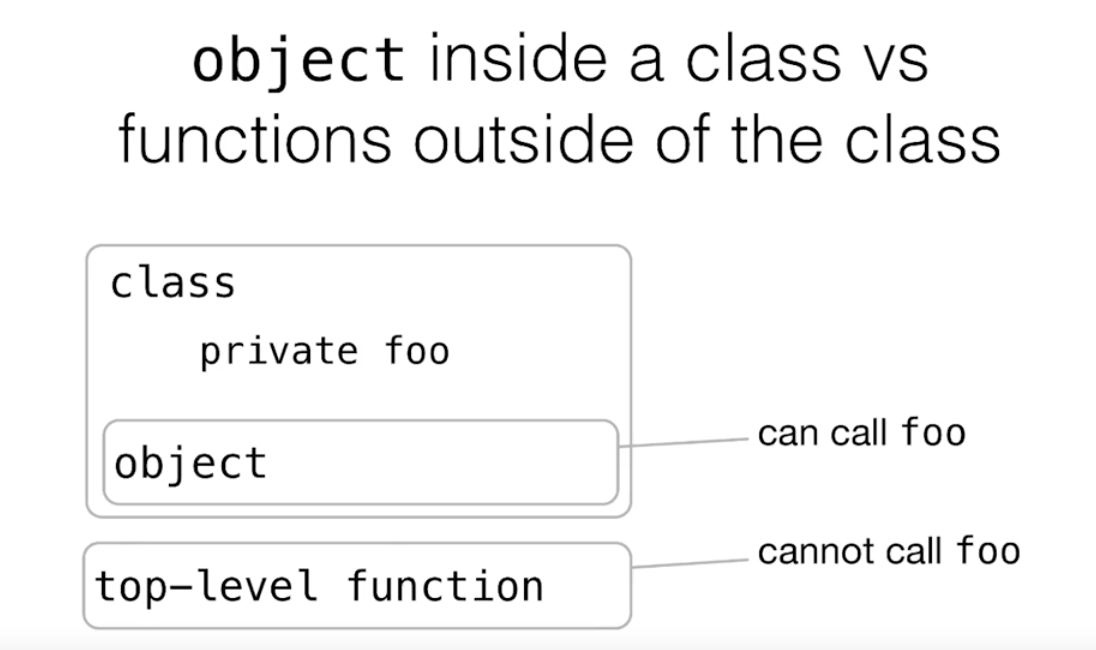 object inside a class vs
functions outside of the class
class
private foo
object
can call foo
top-level function
cannot call foo